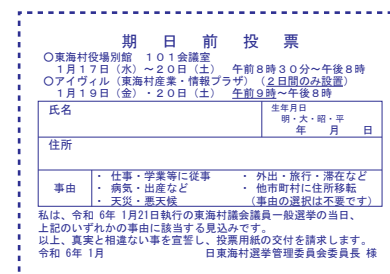 期日前投票
〇東海村役場別館 101会議室
1月17日（水）～20日（土） 午前8時30分～午後8時
〇アイヴィル（東海村産業・情報プラザ）（2日間のみ設置）
1月19日（金）・20日（土） 午前9時～午後8時
氏名
生年月日
明・大・昭・平
年 月 日
住所
事由
・ 仕事・学業等に従事 ・ 外出・旅行・滞在など
・ 病気・出産など ・ 他市町村に住所移転
・ 天災・悪天候 （事由の選択は不要です）
私は、令和 6年 1月21日執行の東海村議会議員一般選挙の当日、
上記のいずれかの事由に該当する見込みです。
以上、真実と相違ない事を宣誓し、投票用紙の交付を請求します。
令和 6年 1月 日東海村選挙管理委員会委員長 様